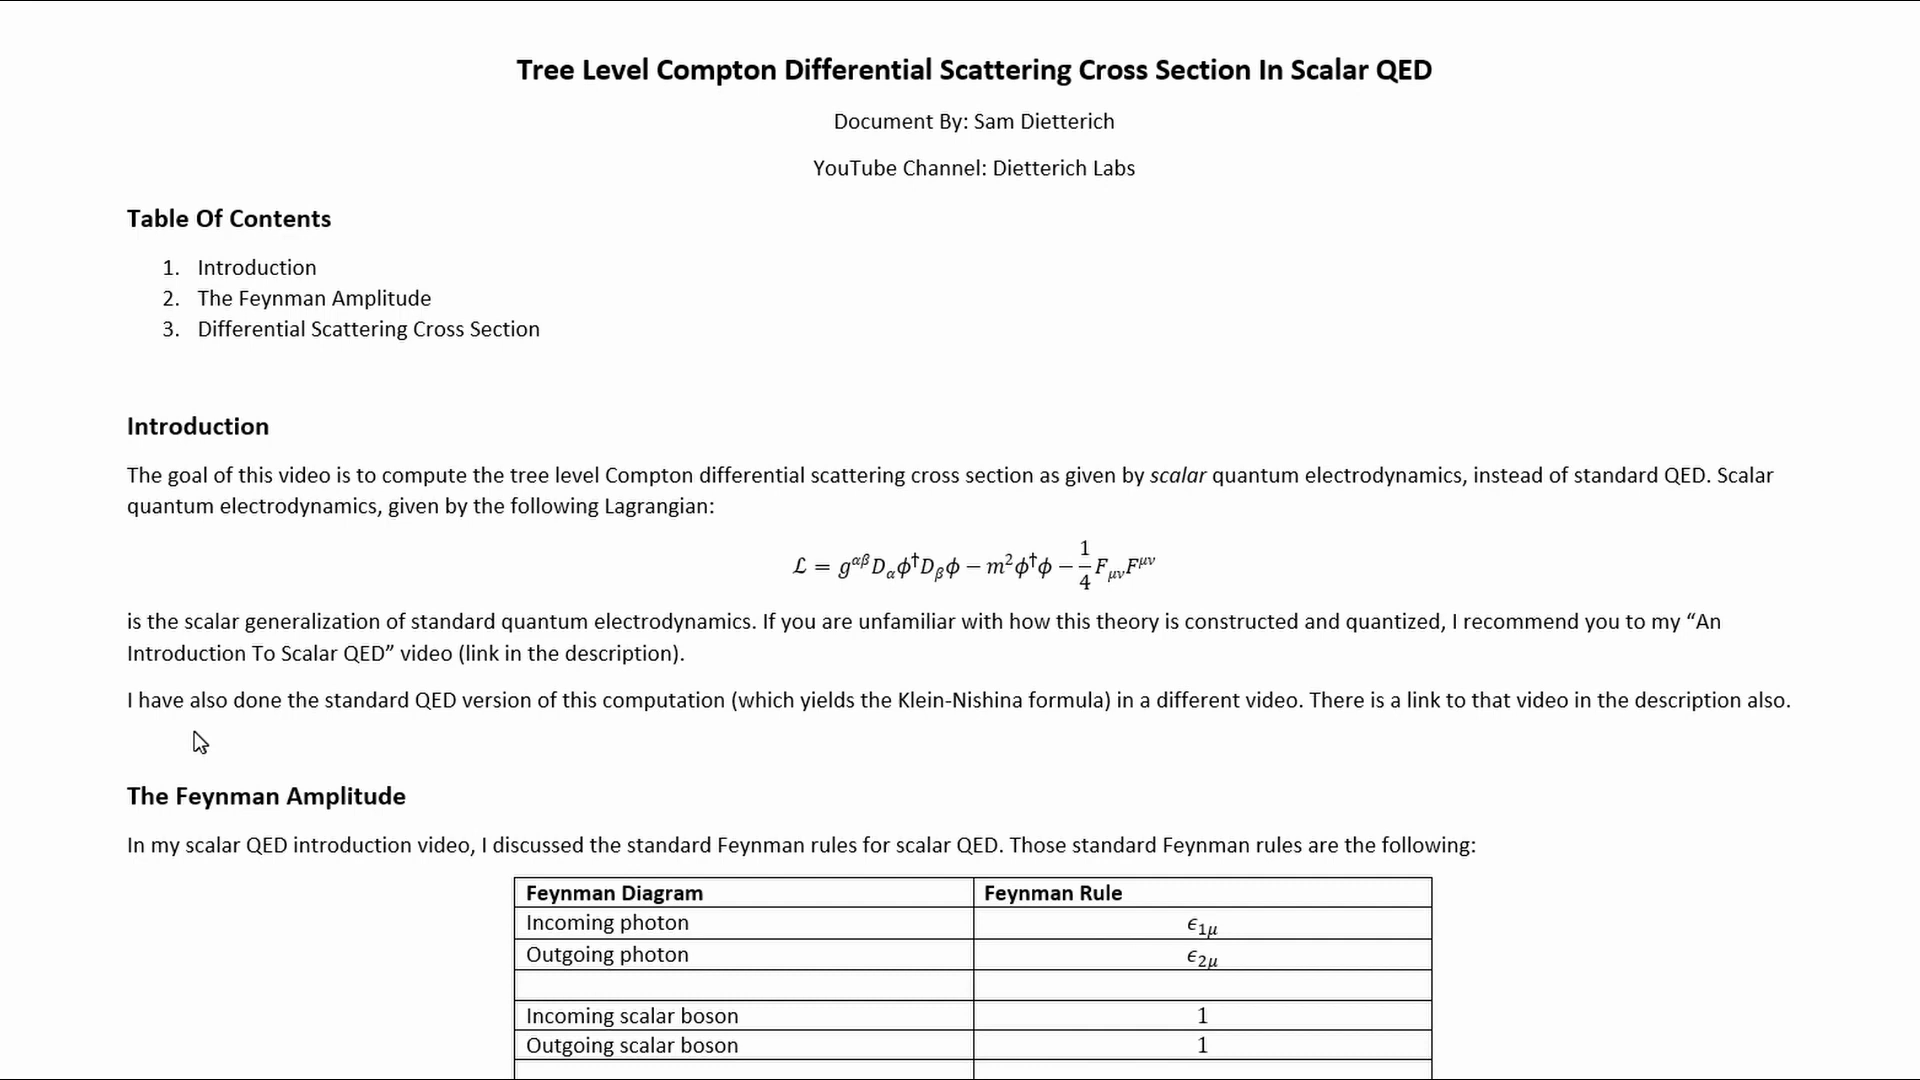 Tree Level Compton Differential Scattering Cross Section In Scalar QED
Document By: Sam Dietterich
YouTube Channel: Dietterich Labs
Table Of Contents
1. Introduction
2. The Feynman Amplitude
3. Differential Scattering Cross Section
Introduction
The goal of this video is to compute the tree level Compton differential scattering cross section as given by scalar quantum electrodynamics, instead of standard QED. Scalar
quantum electrodynamics, given by the following Lagrangian:
ℒ = g^{αβ}D_αϕ^†D_βϕ − m²ϕ^†ϕ − 1/4 F_{μν}F^{μν}
is the scalar generalization of standard quantum electrodynamics. If you are unfamiliar with how this theory is constructed and quantized, I recommend you to my “An
Introduction To Scalar QED” video (link in the description).
I have also done the standard QED version of this computation (which yields the Klein-Nishina formula) in a different video. There is a link to that video in the description also.
The Feynman Amplitude
In my scalar QED introduction video, I discussed the standard Feynman rules for scalar QED. Those standard Feynman rules are the following:
Feynman Diagram Feynman Rule
Incoming photon ϵ_{1μ}
Outgoing photon ϵ_{2μ}
Incoming scalar boson 1
Outgoing scalar boson 1